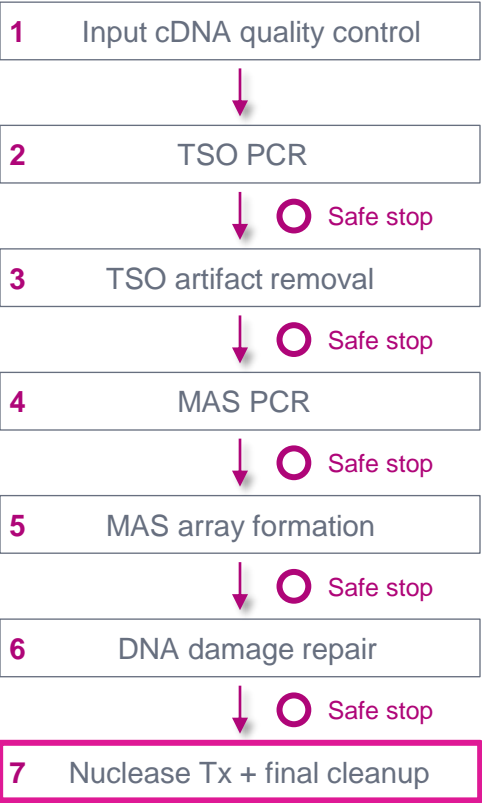 1 Input cDNA quality control
2 TSO PCR
Safe stop
3 TSO artifact removal
Safe stop
4 MAS PCR
Safe stop
5 MAS array formation
Safe stop
6 DNA damage repair
Safe stop
7 Nuclease Tx + final cleanup